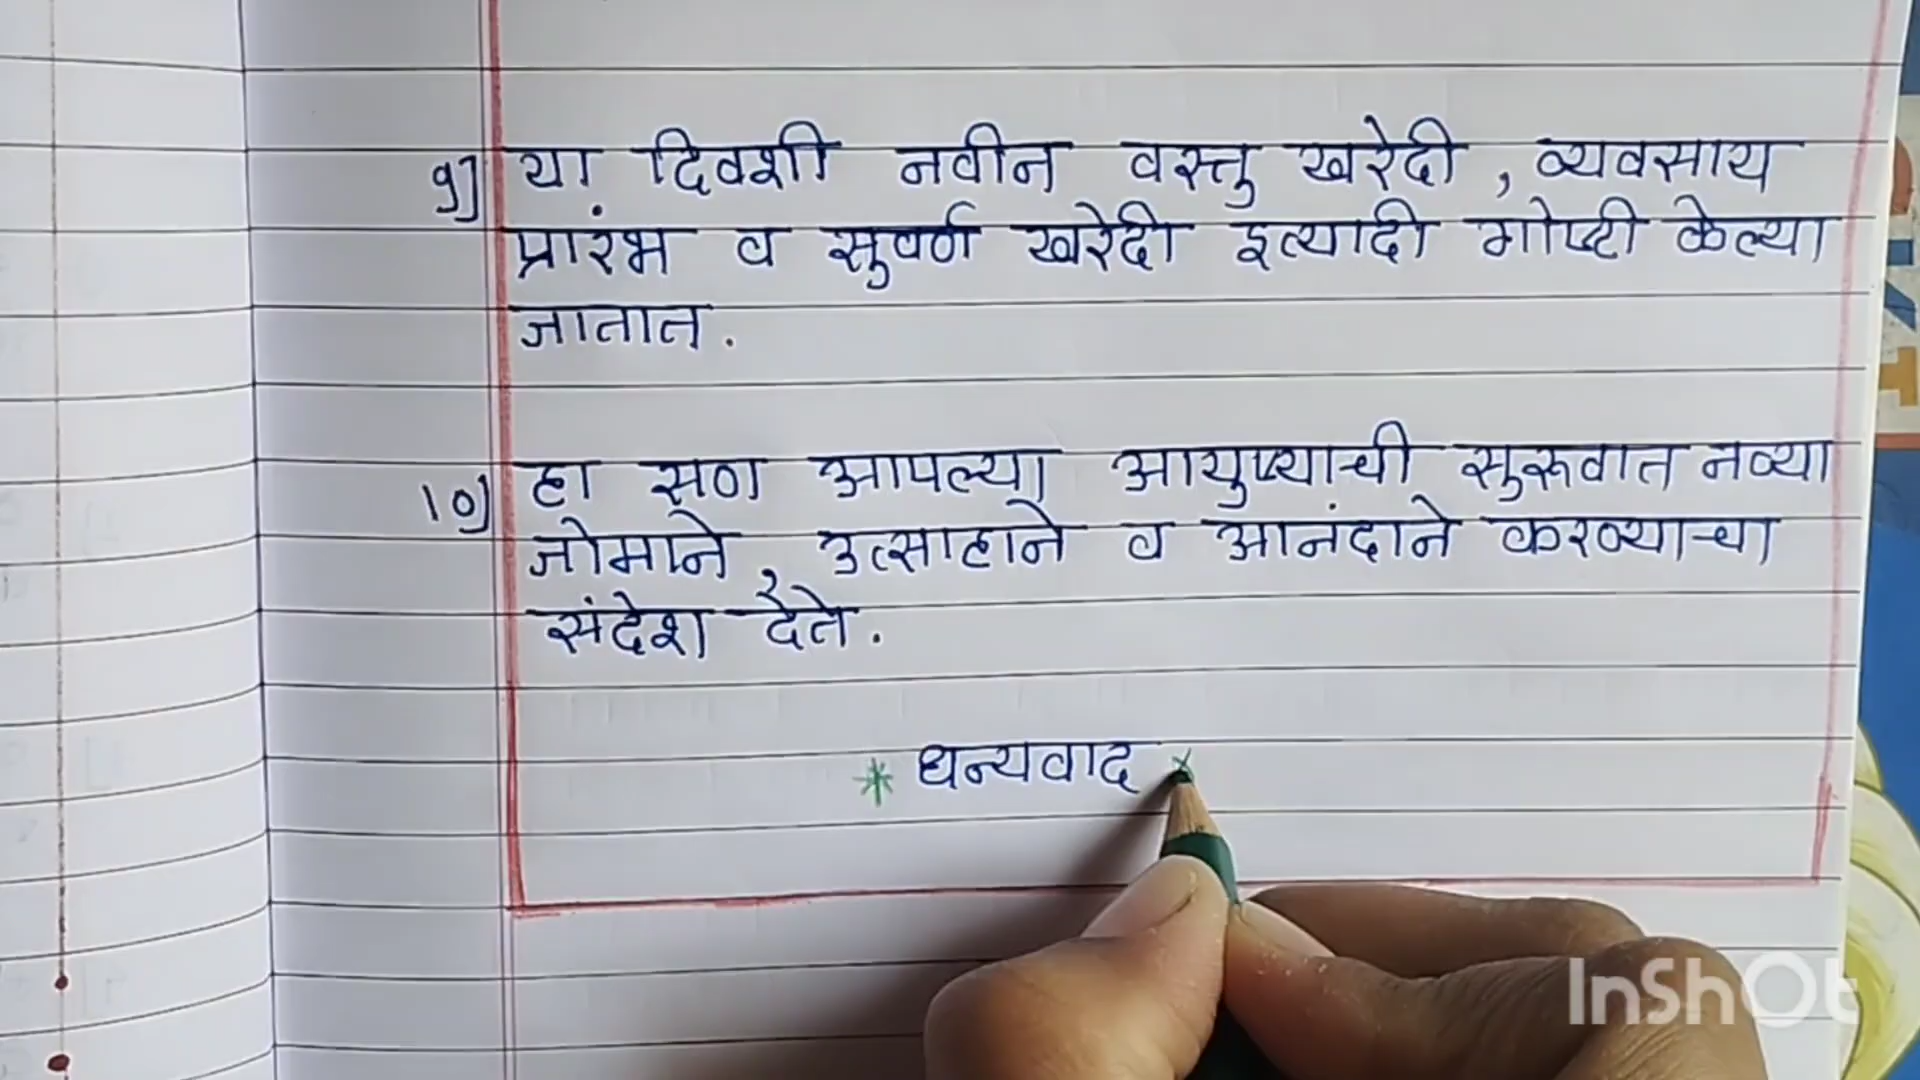 9] या दिवशी नवीन वस्तु खरेदी, व्यवसाय
प्रारंभ व सुवर्ण खरेदी इत्यादी गोष्टी केल्या
जातात.
10] हा सण आपल्या आयुष्याची सुरूवात नव्या
जोमाने, उत्साहाने व आनंदाने करण्याचा
संदेश देते.
* धन्यवाद *
InShOt